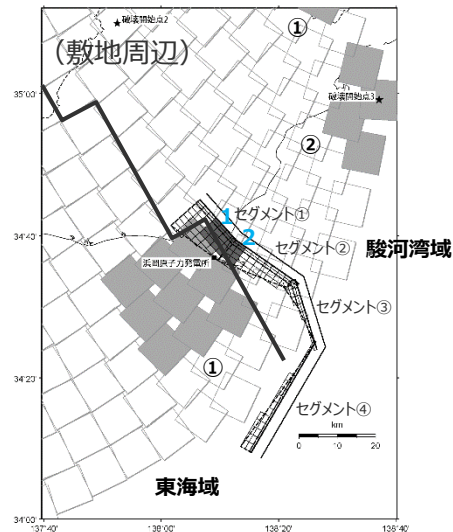 破壊開始点2
①
(敷地周辺)
35°00'
破壊開始点3
②
1
セグメント①
2
34°40'
セグメント②
駿河湾域
浜岡原子力発電所
セグメント③
34°20'
①
セグメント④
km
0 10 20
東海域
34°00'
137°40' 138°00' 138°20' 138°40'